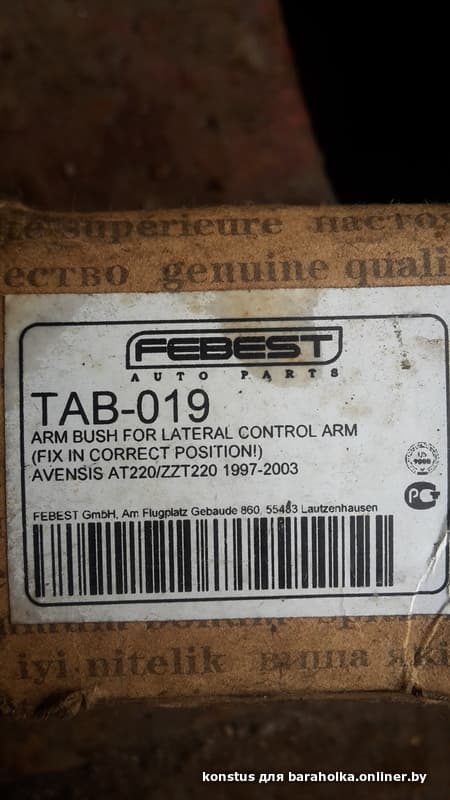 te supérieure настоя
ество genuine quali
FEBEST
AUTO PARTS
TAB-019
ARM BUSH FOR LATERAL CONTROL ARM
(FIX IN CORRECT POSITION!)
AVENSIS AT220/ZZT220 1997-2003
FEBEST GmbH, Am Flugplatz Gebaude 860, 55483 Lautzenhausen
iyi nitelik
konstus для baraholka.onliner.by